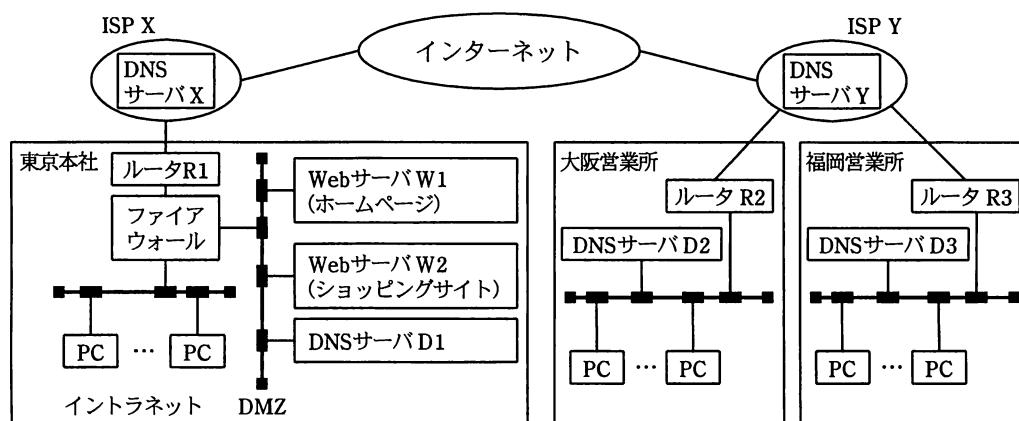 ISP X
インターネット
ISP Y
DNS
サーバ X
DNS
サーバ Y
東京本社
ルータR1
ファイア
ウォール
Webサーバ W1
(ホームページ)
Webサーバ W2
(ショッピングサイト)
DNSサーバ D1
PC
…
PC
イントラネット
DMZ
大阪営業所
ルータ R2
DNSサーバ D2
PC
…
PC
福岡営業所
ルータ R3
DNSサーバ D3
PC
…
PC